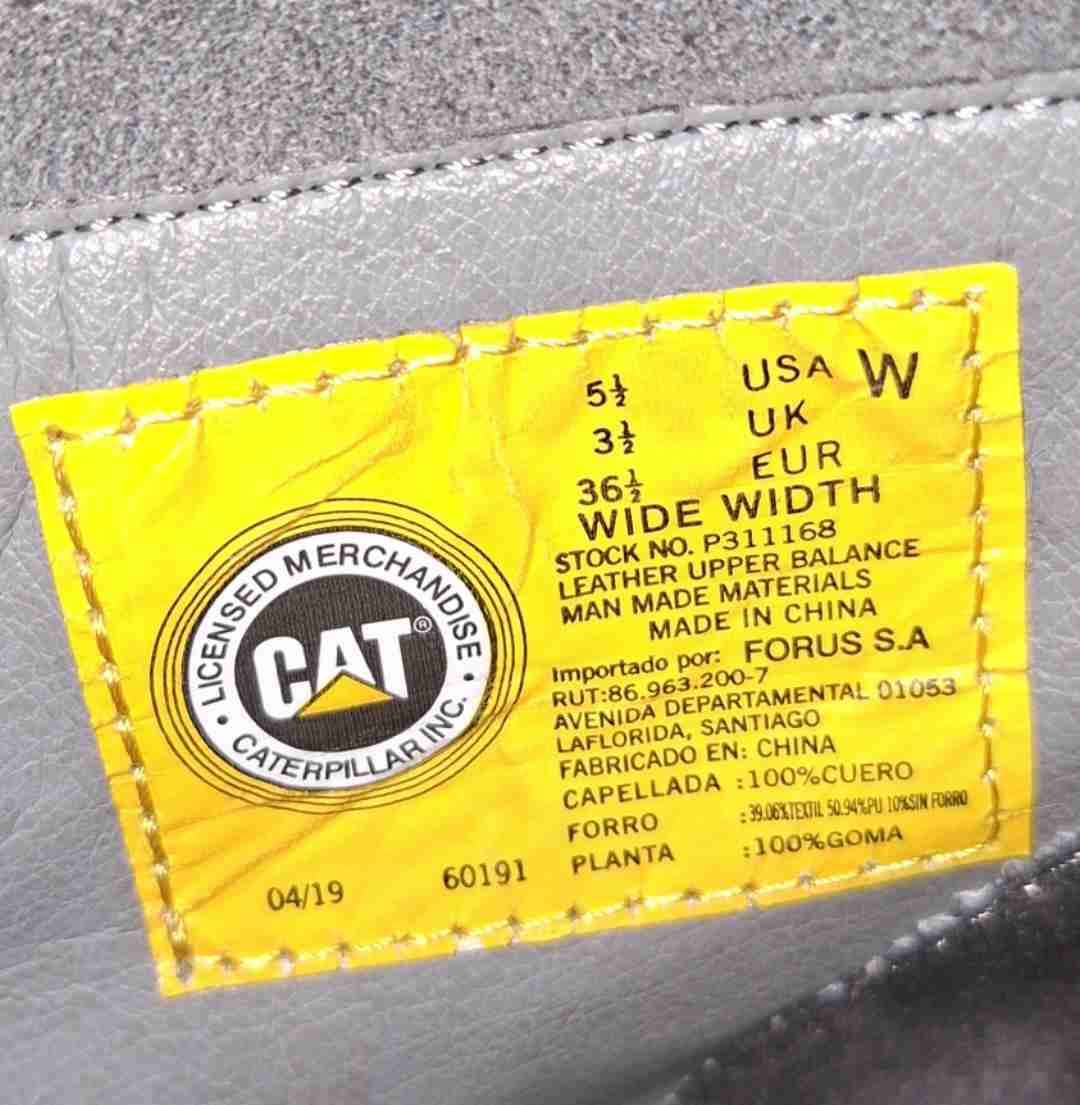 5½ USA W
3½ UK
36½ EUR
WIDE WIDTH
STOCK NO. P311168
LEATHER UPPER BALANCE
MAN MADE MATERIALS
MADE IN CHINA
Importado por: FORUS S.A
RUT:86.963.200-7
AVENIDA DEPARTAMENTAL 01053
LAFLORIDA, SANTIAGO
FABRICADO EN: CHINA
CAPELLADA :100%CUERO
FORRO :39.06%TEXTIL 50.94%PU 10%SIN FORRO
PLANTA :100%GOMA
LICENSED MERCHANDISE
CAT®
CATERPILLAR INC.
04/19 60191